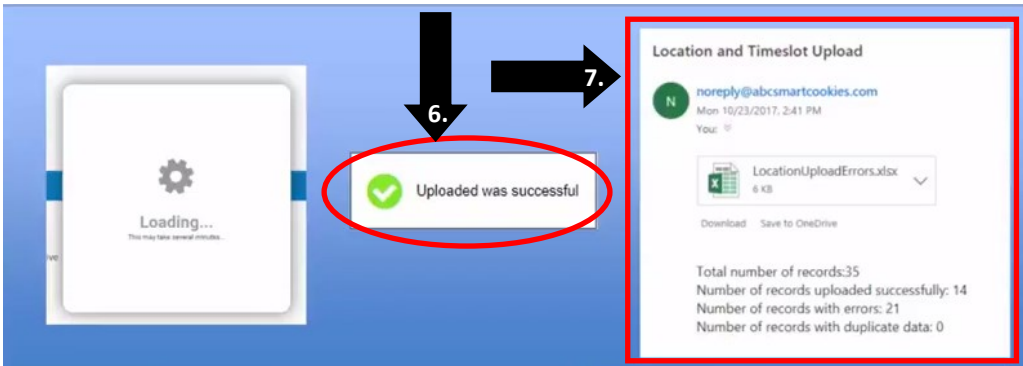 ive
Loading...
This may take several minutes...
6.
Uploaded was successful
7.
Location and Timeslot Upload
N
noreply@abcsmartcookies.com
Mon 10/23/2017, 2:41 PM
You:
LocationUploadErrors.xlsx
6 KB
Download Save to OneDrive
Total number of records:35
Number of records uploaded successfully: 14
Number of records with errors: 21
Number of records with duplicate data: 0